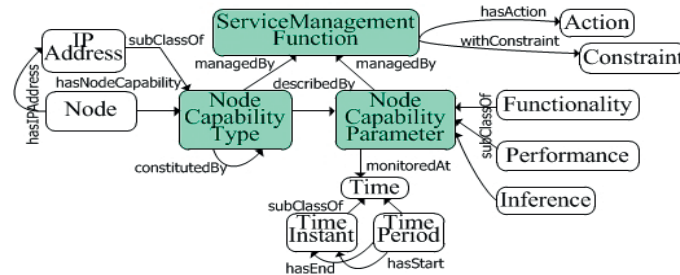 ServiceManagement
Function
hasAction
Action
withConstraint
Constraint
IP
Address
subClassOf
managedBy
managedBy
hasIPAddress
hasNodeCapability
describedBy
Node
Node
Capability
Type
Node
Capability
Parameter
Functionality
subClassOf
Performance
Inference
constitutedBy
monitoredAt
Time
subClassOf
Time
Instant
Time
Period
hasEnd
hasStart